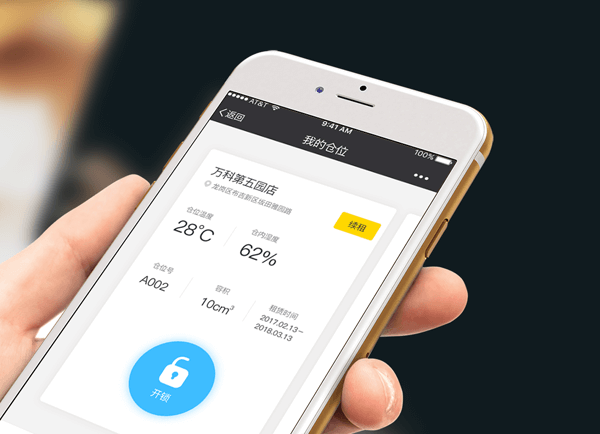 AT&T
9:41 AM
100%
返回
我的仓位
万科第五园店
龙岗区布吉新区坂田雅园路
续租
仓位温度
仓内湿度
28°C
62%
仓位号
容积
租赁时间
A002
10cm³
2017.02.13–
2018.03.13
开锁